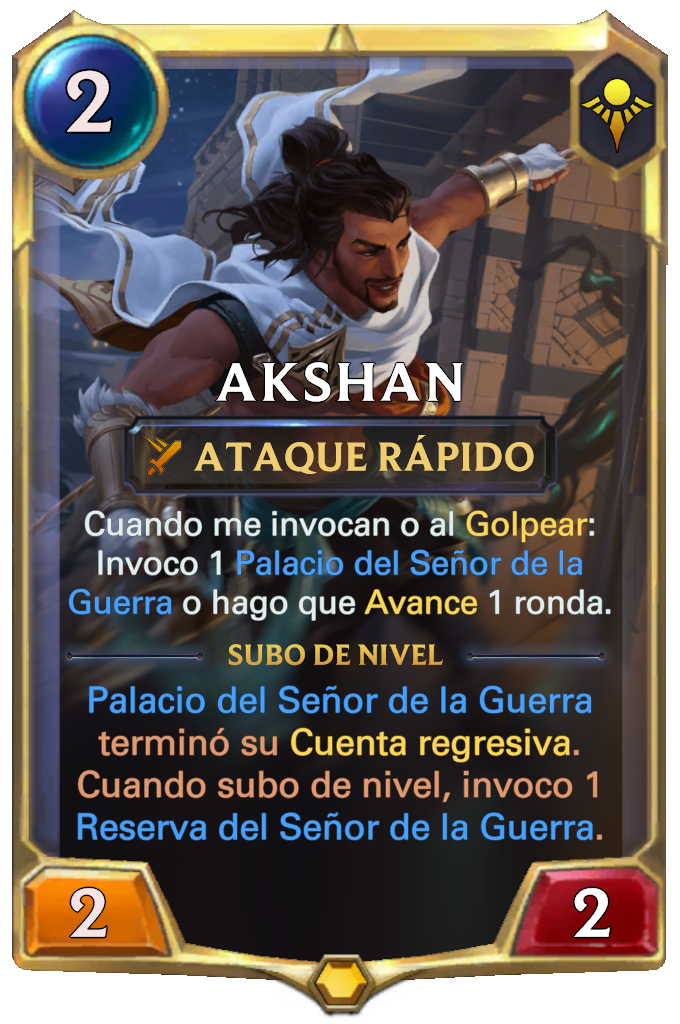 2
AKSHAN
ATAQUE RÁPIDO
Cuando me invocan o al Golpear:
Invoco 1 Palacio del Señor de la
Guerra o hago que Avance 1 ronda.
SUBO DE NIVEL
Palacio del Señor de la Guerra
terminó su Cuenta regresiva.
Cuando subo de nivel, invoco 1
Reserva del Señor de la Guerra.
2
2